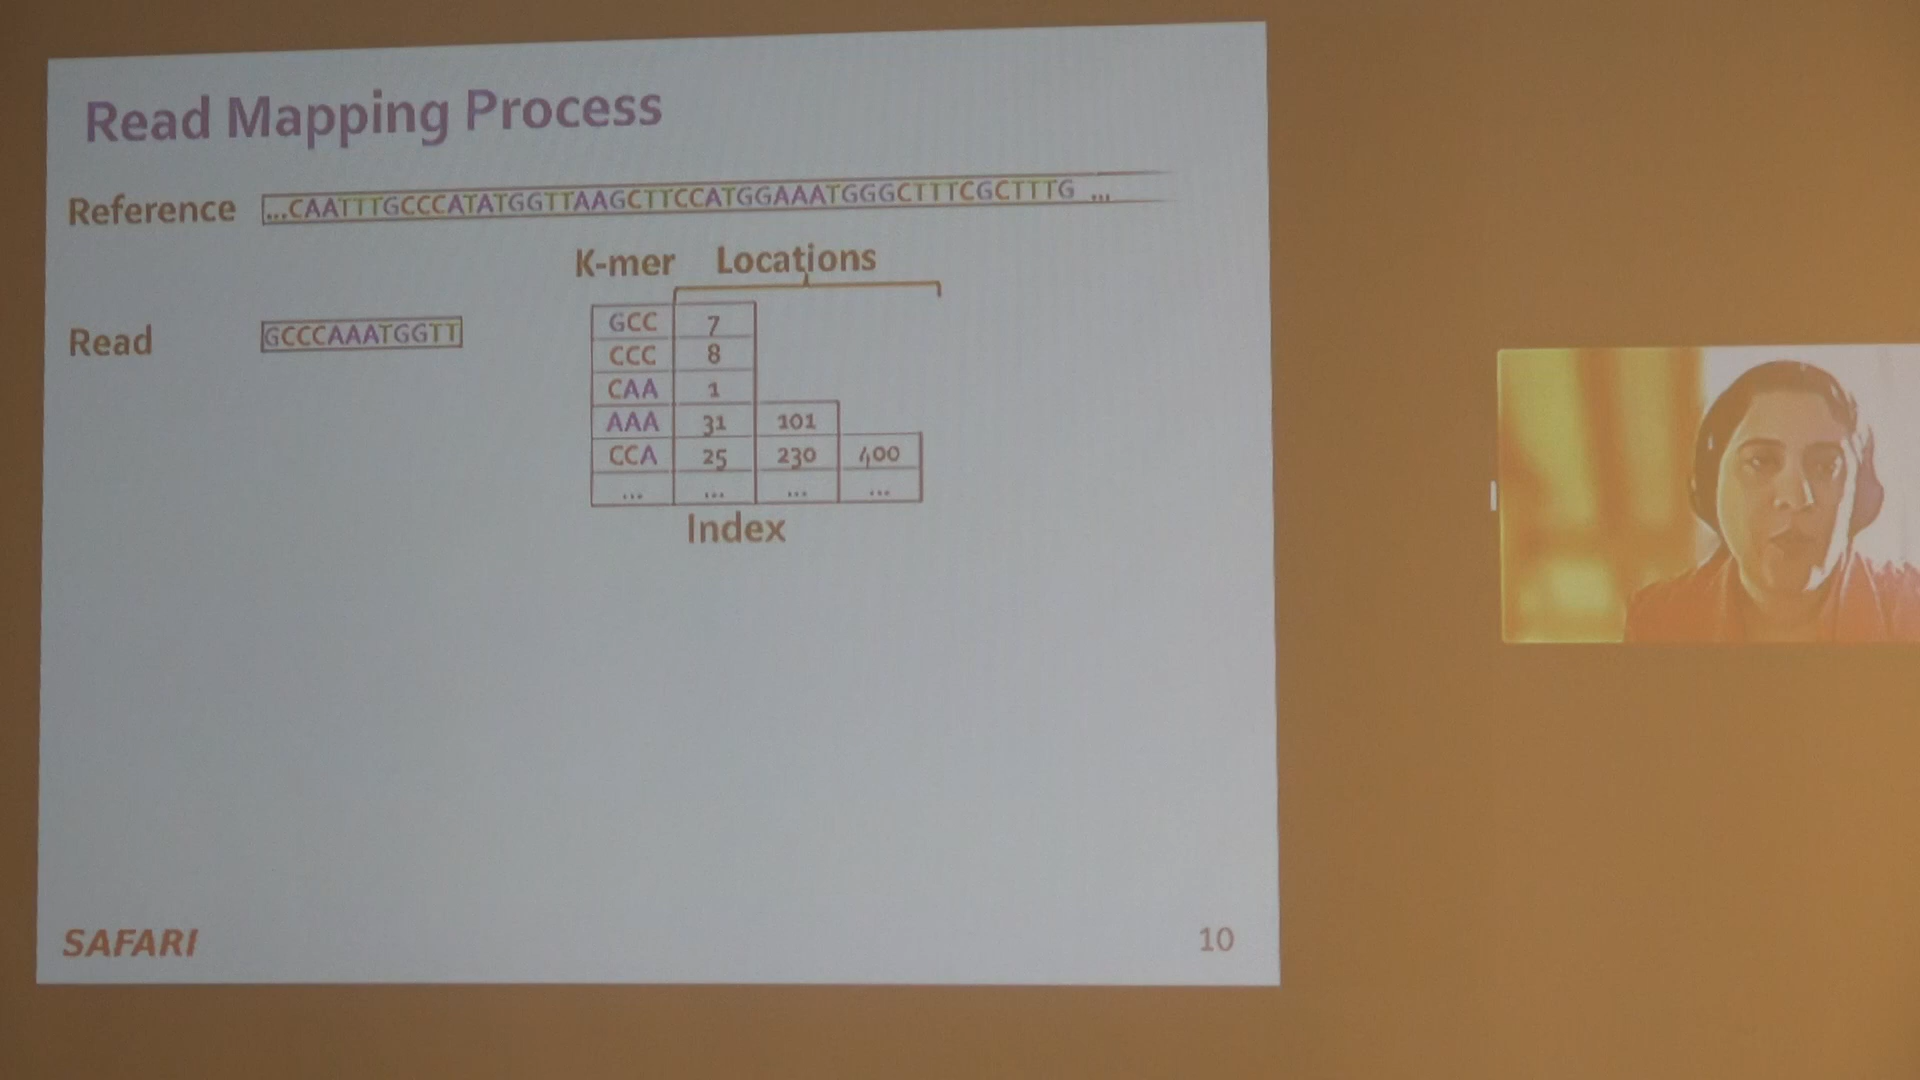 Read Mapping Process
Reference ...CAATTTGCCCATATGGTTAAGCTTCCATGGAAATGGGCTTTCGCTTTG ...
K-mer Locations
Read GCCCAAATGGTT
GCC 7
CCC 8
CAA 1
AAA 31 101
CCA 25 230 400
... ... ... ...
Index
SAFARI 10